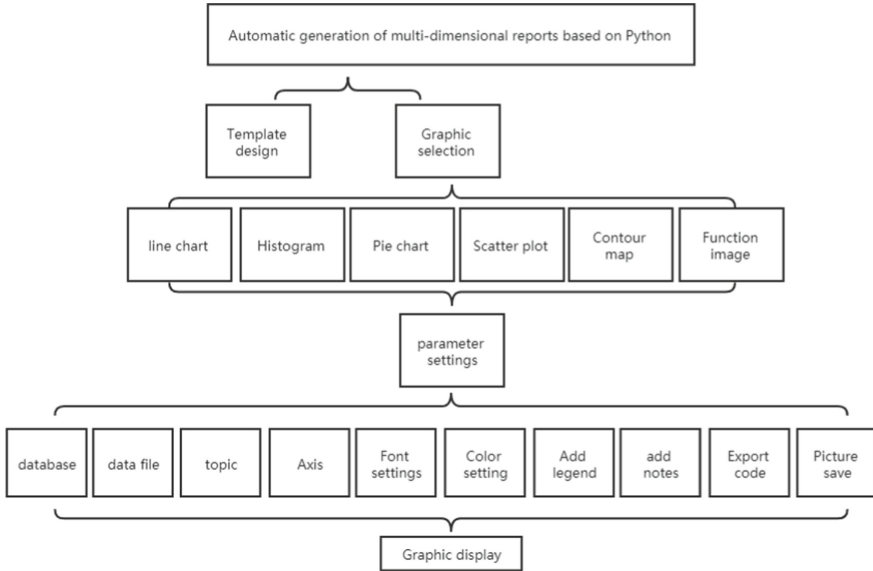 Automatic generation of multi-dimensional reports based on Python
Template
design
Graphic
selection
line chart
Histogram
Pie chart
Scatter plot
Contour
map
Function
image
parameter
settings
database
data file
topic
Axis
Font
settings
Color
setting
Add
legend
add
notes
Export
code
Picture
save
Graphic display